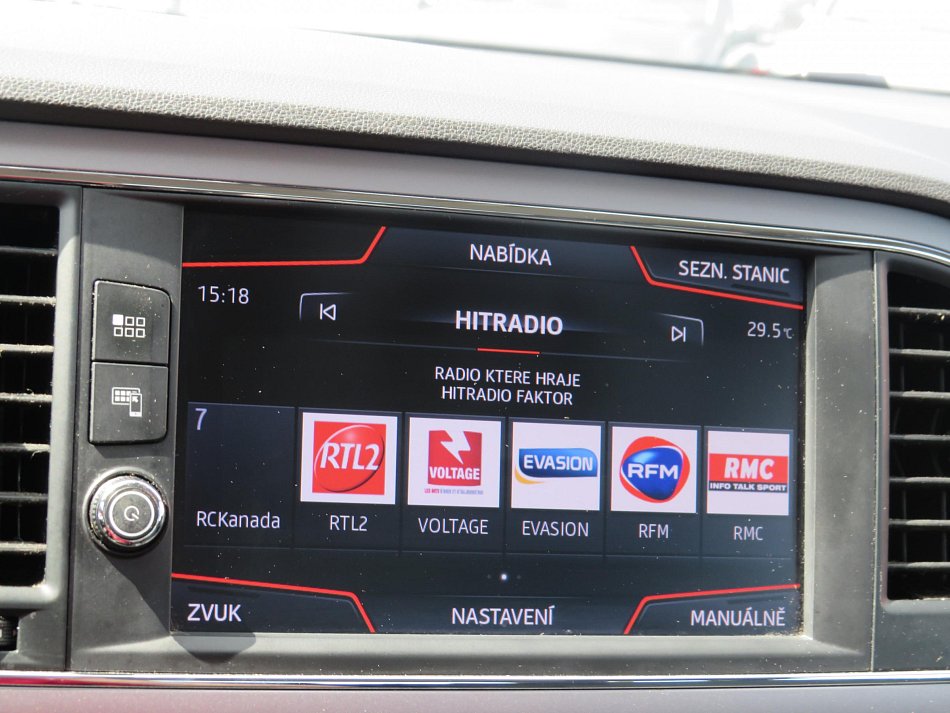 NABÍDKA
SEZN. STANIC
15:18
HITRADIO
29.5°C
RADIO KTERE HRAJE
HITRADIO FAKTOR
7
RTL2
VOLTAGE
EVASION
RFM
RMC
INFO TALK SPORT
RCKanada
RTL2
VOLTAGE
EVASION
RFM
RMC
ZVUK
NASTAVENÍ
MANUÁLNĚ